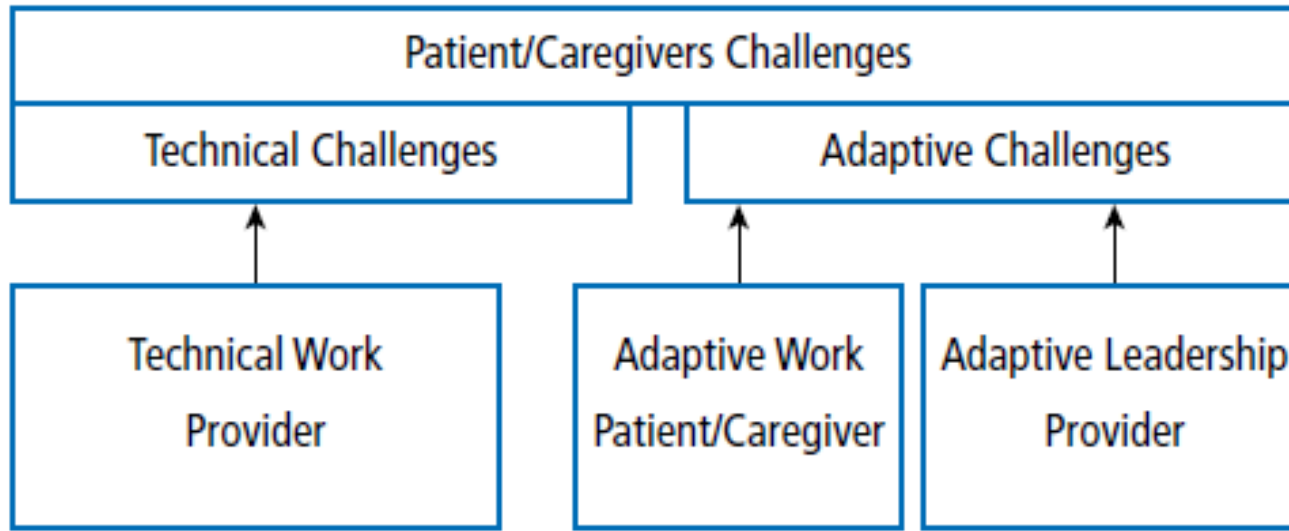 Patient/Caregivers Challenges
Technical Challenges
Adaptive Challenges
Technical Work
Provider
Adaptive Work
Patient/Caregiver
Adaptive Leadership
Provider